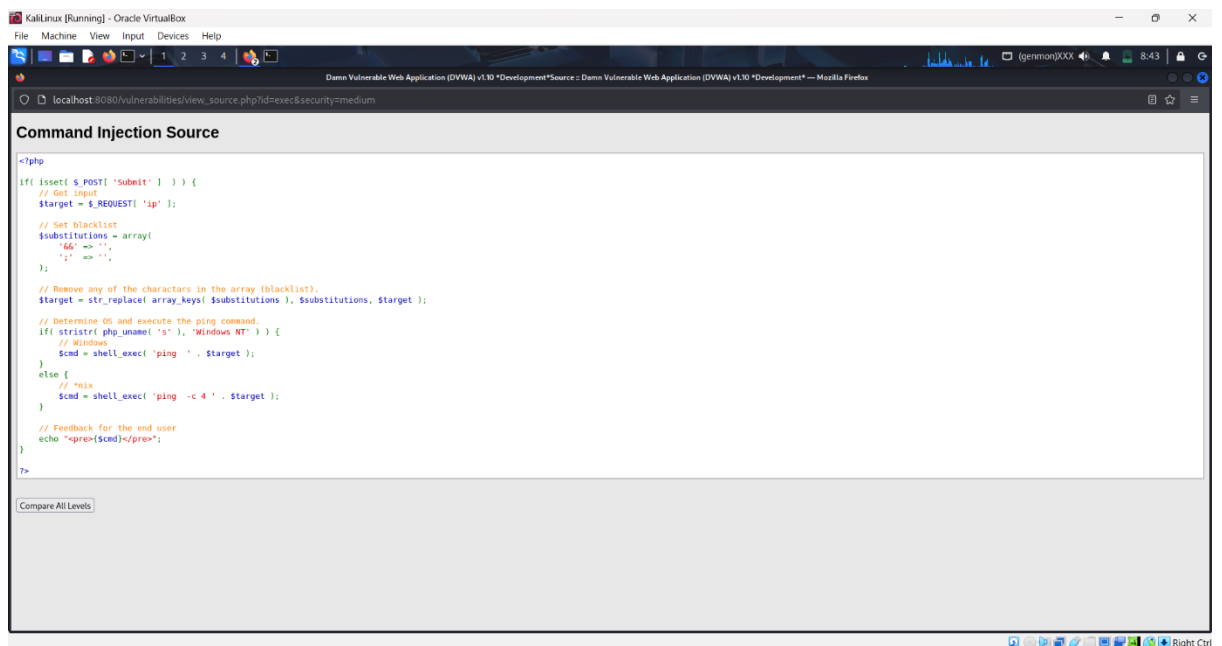 KaliLinux [Running] - Oracle VirtualBox
File Machine View Input Devices Help
1 2 3 4
(genmon)XXX
8:43
Damn Vulnerable Web Application (DVWA) v1.10 *Development*Source :: Damn Vulnerable Web Application (DVWA) v1.10 *Development* — Mozilla Firefox
localhost:8080/vulnerabilities/view_source.php?id=exec&security=medium
Command Injection Source
<?php
if( isset( $_POST[ 'Submit' ]  ) ) {
    // Get input
    $target = $_REQUEST[ 'ip' ];
    // Set blacklist
    $substitutions = array(
        '&&' => '',
        ';'  => '',
    );
    // Remove any of the charactars in the array (blacklist).
    $target = str_replace( array_keys( $substitutions ), $substitutions, $target );
    // Determine OS and execute the ping command.
    if( stristr( php_uname( 's' ), 'Windows NT' ) ) {
        // Windows
        $cmd = shell_exec( 'ping  ' . $target );
    }
    else {
        // *nix
        $cmd = shell_exec( 'ping  -c 4 ' . $target );
    }
    // Feedback for the end user
    echo "<pre>{$cmd}</pre>";
}
?>
Compare All Levels
Right Ctrl